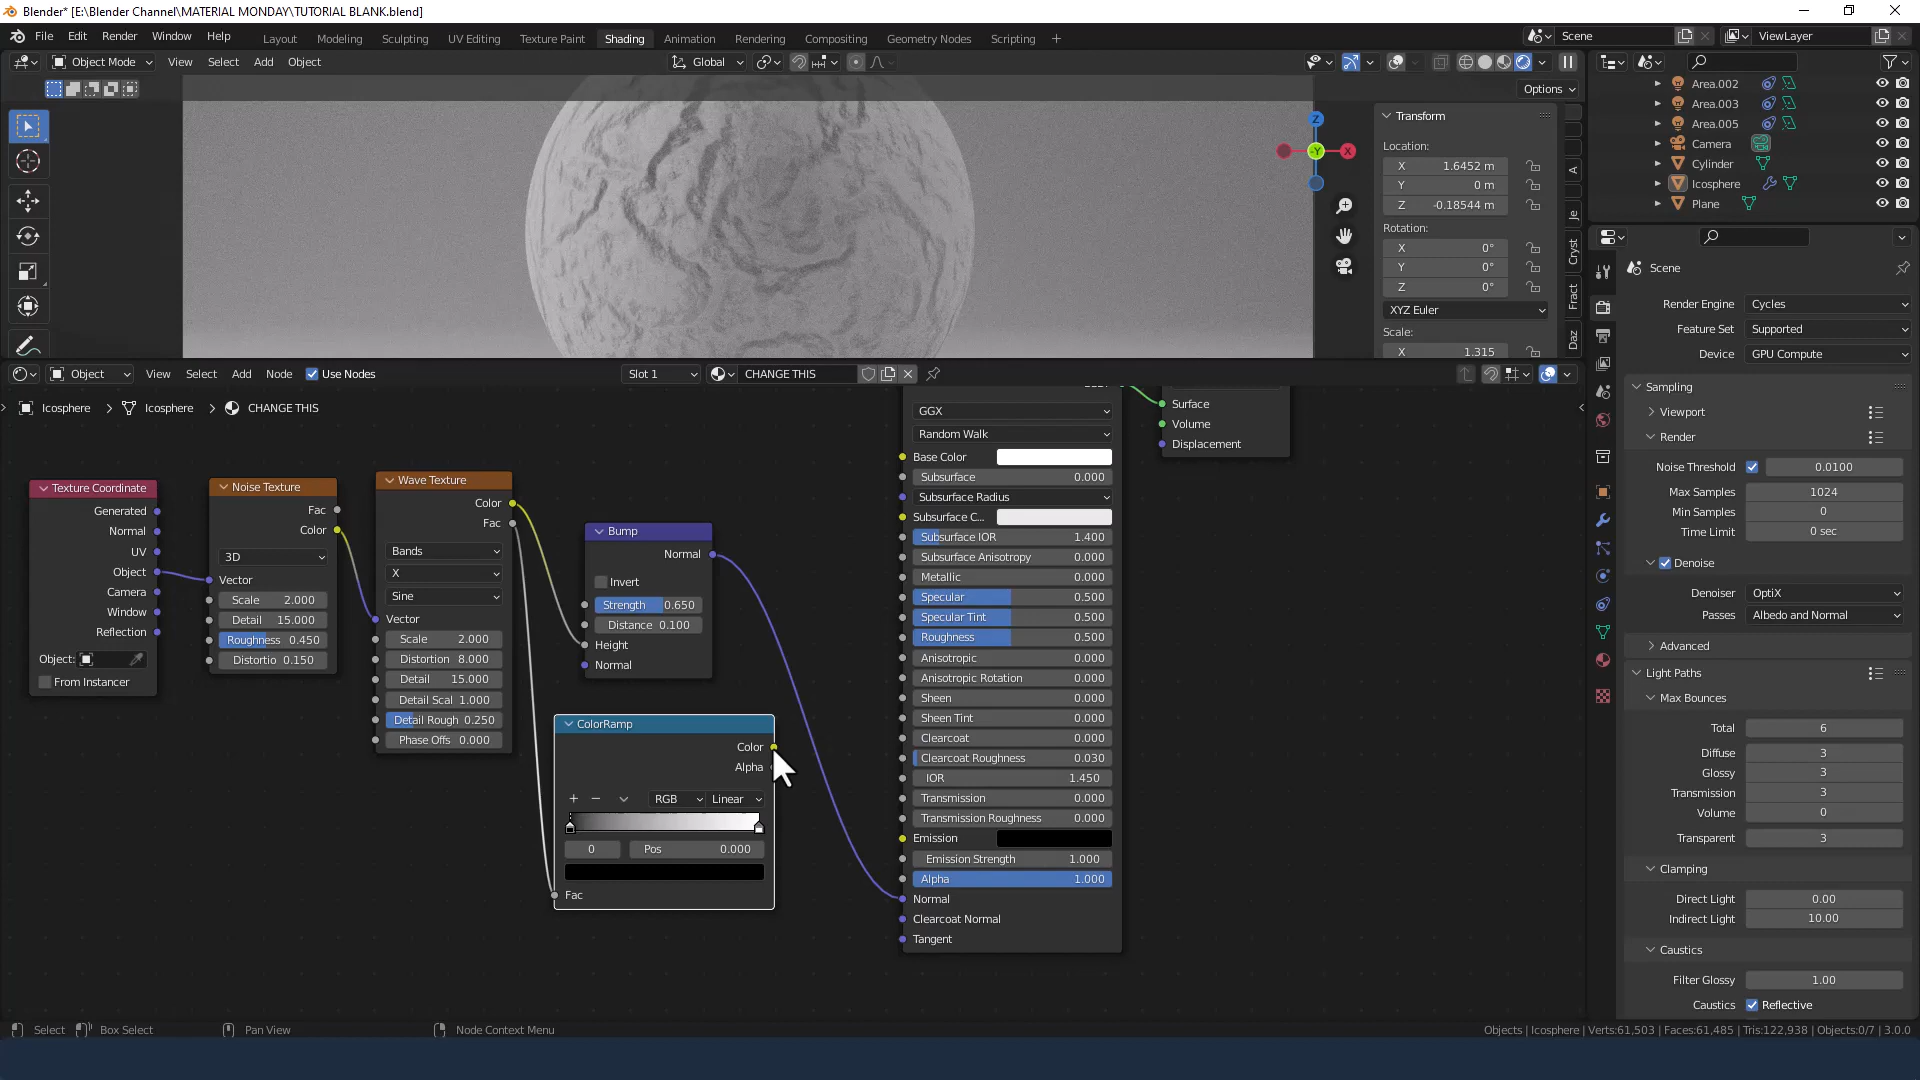 Blender* [E:\Blender Channel\MATERIAL MONDAY\TUTORIAL BLANK.blend]
File Edit Render Window Help Layout Modeling Sculpting UV Editing Texture Paint Shading Animation Rendering Compositing Geometry Nodes Scripting + Scene ViewLayer
Object Mode View Select Add Object Global
Options
Transform
Location:
X 1.6452 m
Y 0 m
Z -0.18544 m
Rotation:
X 0°
Y 0°
Z 0°
XYZ Euler
Scale:
X 1.315
Z
-Y
X
A
Je
Cryst
Fract
Daz
Area.002
Area.003
Area.005
Camera
Cylinder
Icosphere
Plane
Object View Select Add Node Use Nodes Slot 1 CHANGE THIS
Icosphere > Icosphere > CHANGE THIS
Texture Coordinate
Generated
Normal
UV
Object
Camera
Window
Reflection
Object:
From Instancer
Noise Texture
Fac
Color
3D
Vector
Scale 2.000
Detail 15.000
Roughness 0.450
Distortio 0.150
Wave Texture
Color
Fac
Bands
X
Sine
Vector
Scale 2.000
Distortion 8.000
Detail 15.000
Detail Scal 1.000
Detail Rough 0.250
Phase Offs 0.000
Bump
Normal
Invert
Strength 0.650
Distance 0.100
Height
Normal
ColorRamp
Color
Alpha
+ − RGB Linear
0 Pos 0.000
Fac
GGX
Random Walk
Base Color
Subsurface 0.000
Subsurface Radius
Subsurface C...
Subsurface IOR 1.400
Subsurface Anisotropy 0.000
Metallic 0.000
Specular 0.500
Specular Tint 0.500
Roughness 0.500
Anisotropic 0.000
Anisotropic Rotation 0.000
Sheen 0.000
Sheen Tint 0.000
Clearcoat 0.000
Clearcoat Roughness 0.030
IOR 1.450
Transmission 0.000
Transmission Roughness 0.000
Emission
Emission Strength 1.000
Alpha 1.000
Normal
Clearcoat Normal
Tangent
Surface
Volume
Displacement
Scene
Render Engine Cycles
Feature Set Supported
Device GPU Compute
Sampling
Viewport
Render
Noise Threshold 0.0100
Max Samples 1024
Min Samples 0
Time Limit 0 sec
Denoise
Denoiser OptiX
Passes Albedo and Normal
Advanced
Light Paths
Max Bounces
Total 6
Diffuse 3
Glossy 3
Transmission 3
Volume 0
Transparent 3
Clamping
Direct Light 0.00
Indirect Light 10.00
Caustics
Filter Glossy 1.00
Caustics Reflective
Select Box Select Pan View Node Context Menu Objects | Icosphere | Verts:61,503 | Faces:61,485 | Tris:122,938 | Objects:0/7 | 3.0.0